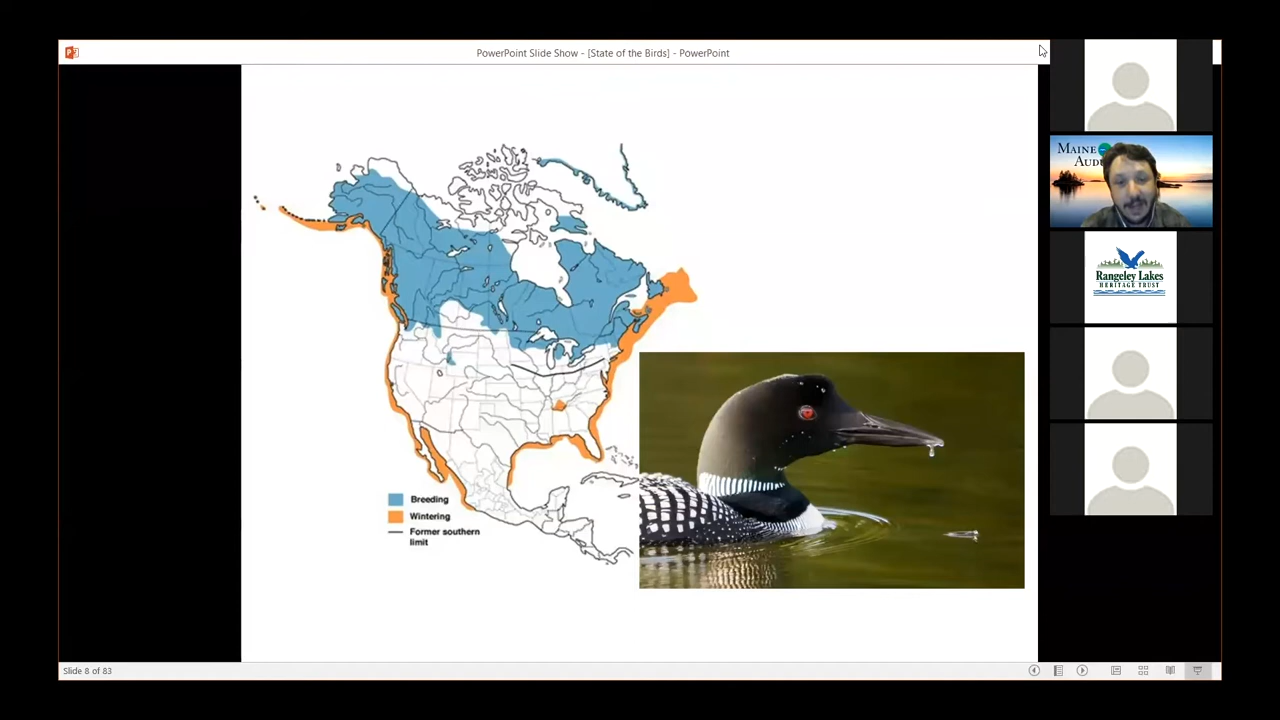 PowerPoint Slide Show - [State of the Birds] - PowerPoint
MAINE
AUDU
Rangeley Lakes
HERITAGE TRUST
Breeding
Wintering
Former southern
limit
Slide 8 of 83